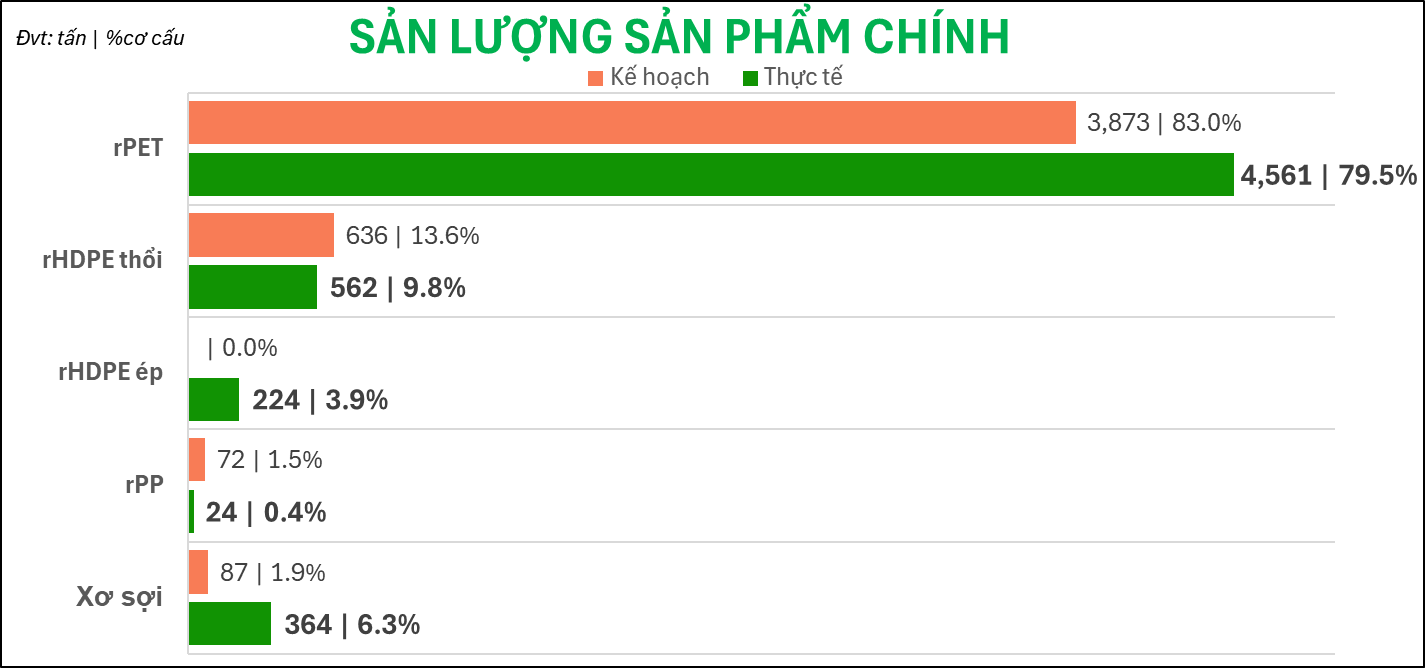 SẢN LƯỢNG SẢN PHẨM CHÍNH
Đvt: tấn | %cơ cấu
Kế hoạch Thực tế
rPET
3,873 | 83.0%
4,561 | 79.5%
rHDPE thổi
636 | 13.6%
562 | 9.8%
rHDPE ép
| 0.0%
224 | 3.9%
rPP
72 | 1.5%
24 | 0.4%
Xơ sợi
87 | 1.9%
364 | 6.3%